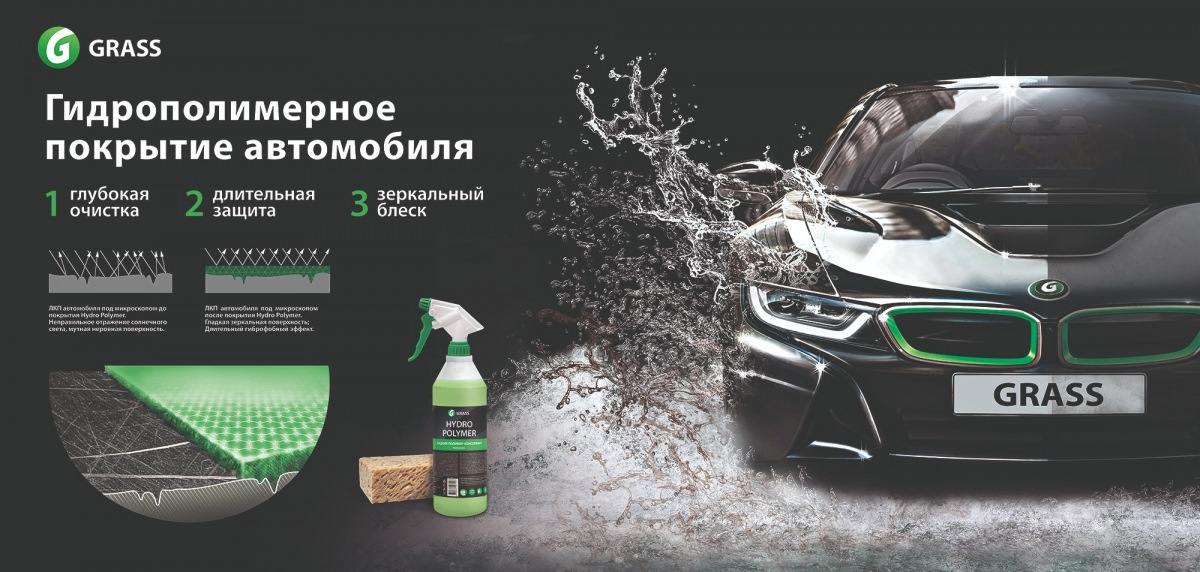 GRASS
Гидрополимерное
покрытие автомобиля
1 глубокая
очистка
2 длительная
защита
3 зеркальный
блеск
ЛКП автомобиля под микроскопом до
покрытия Hydro Polymer.
Неправильное отражение солнечного
света, мутная неровная поверхность.
ЛКП автомобиля под микроскопом
после покрытия Hydro Polymer.
Гладкая зеркальная поверхность;
Длительный гидрофобный эффект.
GRASS
HYDRO
POLYMER
G
GRASS